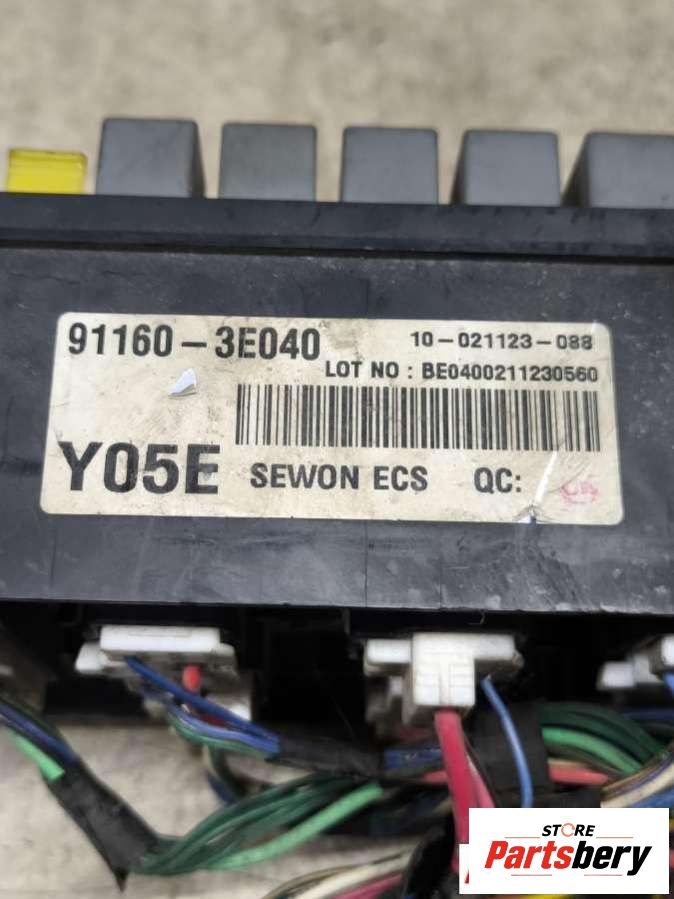 91160-3E040
10-021123-088
LOT NO : BE0400211230560
Y05E
SEWON ECS
QC:
STORE
Partsbery